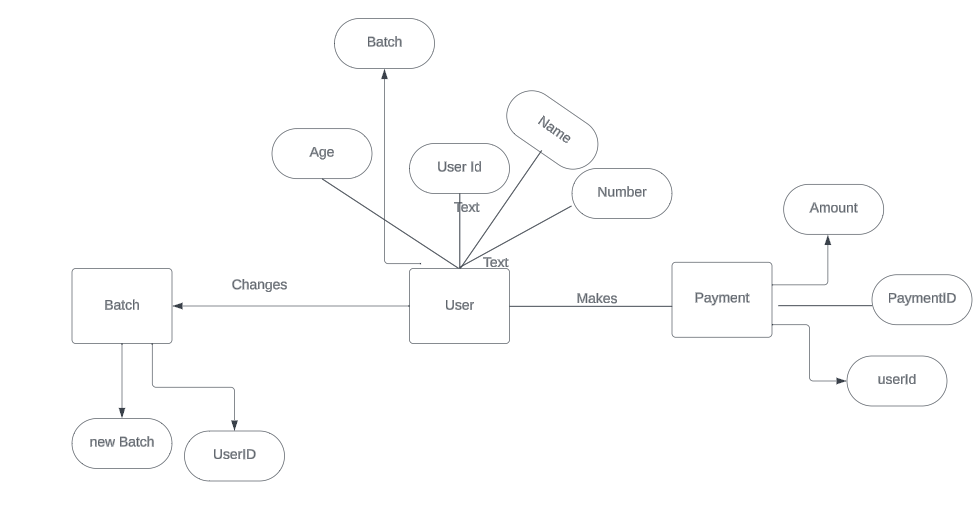 Batch
Name
Age
User Id
Number
Text
Amount
Text
Changes
Batch
User
Makes
Payment
PaymentID
userId
new Batch
UserID